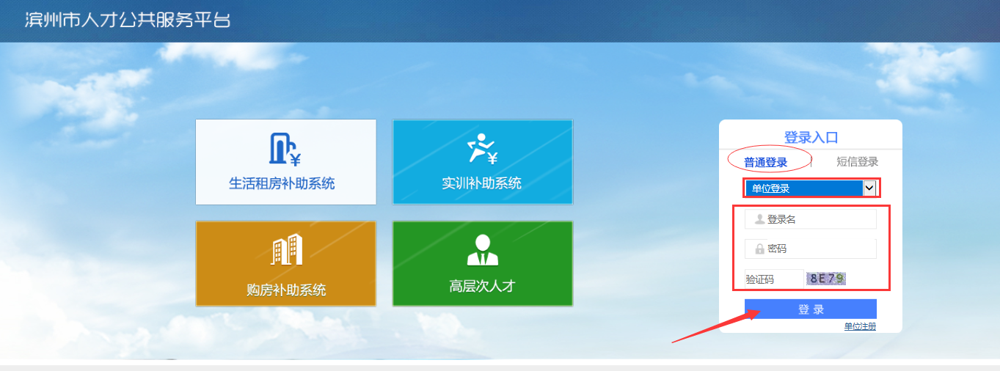 滨州市人才公共服务平台
生活租房补助系统
实训补助系统
购房补助系统
高层次人才
登录入口
普通登录 短信登录
单位登录
登录名
密码
验证码 8E79
登 录
单位注册